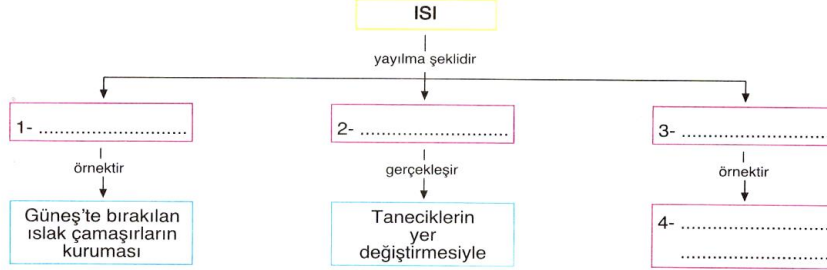 ISI
yayılma şeklidir
1- ..........................
2- ..........................
3- ..........................
örnektir
gerçekleşir
örnektir
Güneş'te bırakılan
ıslak çamaşırların
kuruması
Taneciklerin
yer
değiştirmesiyle
4- ..........................
..........................